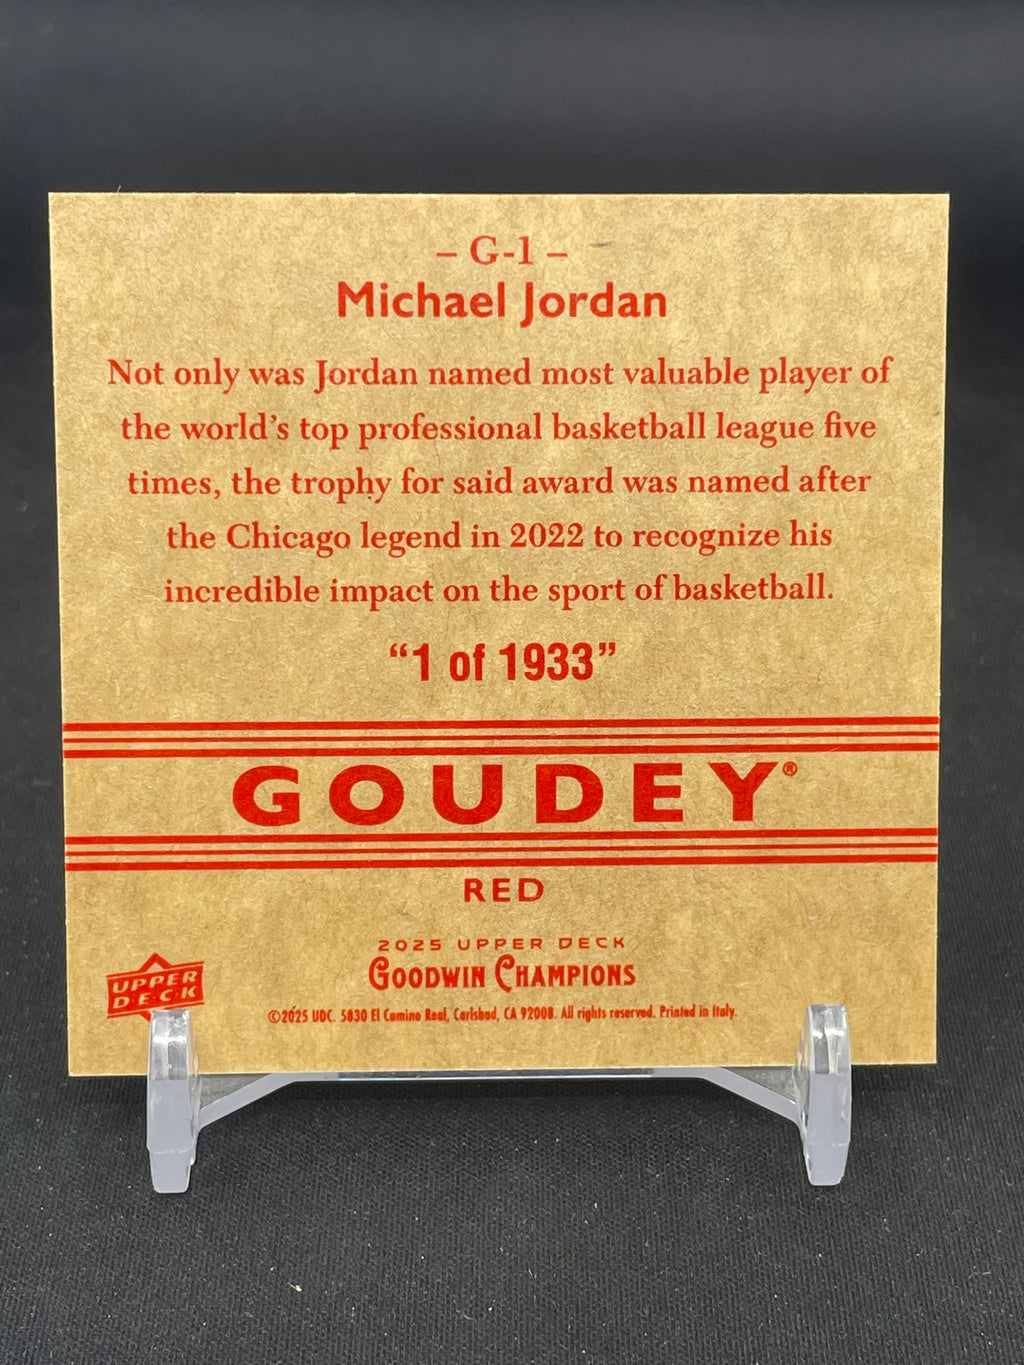 – G-1 –
Michael Jordan
Not only was Jordan named most valuable player of
the world's top professional basketball league five
times, the trophy for said award was named after
the Chicago legend in 2022 to recognize his
incredible impact on the sport of basketball.
“1 of 1933”
GOUDEY®
RED
2025 UPPER DECK
GOODWIN CHAMPIONS
UPPER
DECK
©2025 UDC. 5830 El Camino Real, Carlsbad, CA 92008. All rights reserved. Printed in Italy.